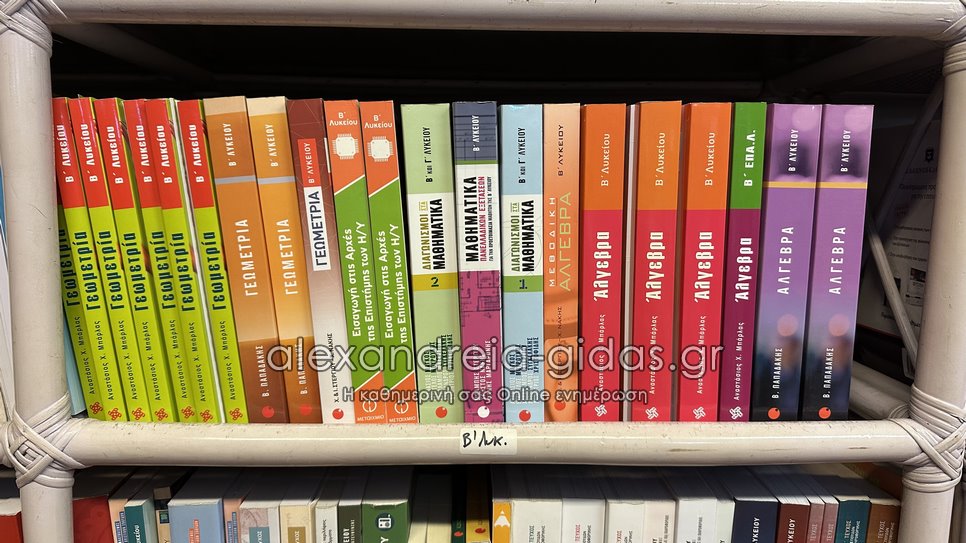 Β΄ Λυκείου Γεωμετρία Αναστάσιος Χ. Μπάρλας
Β΄ Λυκείου Γεωμετρία Αναστάσιος Χ. Μπάρλας
Β΄ Λυκείου Γεωμετρία Αναστάσιος Χ. Μπάρλας
Β΄ Λυκείου Γεωμετρία Αναστάσιος Χ. Μπάρλας
Β΄ Λυκείου Γεωμετρία Αναστάσιος Χ. Μπάρλας
Β΄ Λυκείου Γεωμετρία Αναστάσιος Χ. Μπάρλας
Β΄ ΛΥΚΕΙΟΥ ΓΕΩΜΕΤΡΙΑ Β. ΠΑΠΑΔΑΚΗΣ
Β΄ ΛΥΚΕΙΟΥ ΓΕΩΜΕΤΡΙΑ Β. ΠΑΠΑΔΑΚΗΣ
Β΄ ΛΥΚΕΙΟΥ ΓΕΩΜΕΤΡΙΑ
Β΄ Λυκείου
Εισαγωγή στις Αρχές
της Επιστήμης των Η/Υ
ΜΕΤΑΙΧΜΙΟ
Β΄ Λυκείου
Εισαγωγή στις Αρχές
της Επιστήμης των Η/Υ
ΜΕΤΑΙΧΜΙΟ
Β΄ ΚΑΙ Γ΄ ΛΥΚΕΙΟΥ
ΔΙΑΓΩΝΙΣΜΟΙ ΣΤΑ
ΜΑΘΗΜΑΤΙΚΑ
2
Β΄ ΛΥΚΕΙΟΥ
ΜΑΘΗΜΑΤΙΚΑ
ΠΑΝΕΛΛΑΔΙΚΩΝ ΕΞΕΤΑΣΕΩΝ
Β΄ ΚΑΙ Γ΄ ΛΥΚΕΙΟΥ
ΔΙΑΓΩΝΙΣΜΟΙ ΣΤΑ
ΜΑΘΗΜΑΤΙΚΑ
1
Β΄ ΛΥΚΕΙΟΥ
ΜΕΘΟΔΙΚΗ
ΑΛΓΕΒΡΑ
Β΄ Λυκείου Άλγεβρα Αναστάσιος Χ. Μπάρλας
Β΄ Λυκείου Άλγεβρα Αναστάσιος Χ. Μπάρλας
Β΄ Λυκείου Άλγεβρα Αναστάσιος Χ. Μπάρλας
Β΄ ΕΠΑ.Λ. Άλγεβρα Αναστάσιος Χ. Μπάρλας
Β΄ ΛΥΚΕΙΟΥ ΑΛΓΕΒΡΑ Β. ΠΑΠΑΔΑΚΗΣ
Β΄ ΛΥΚΕΙΟΥ ΑΛΓΕΒΡΑ Β. ΠΑΠΑΔΑΚΗΣ
alexandreia-gidas.gr
Η καθημερινή σας Online ενημέρωση
Β' Λυκ.